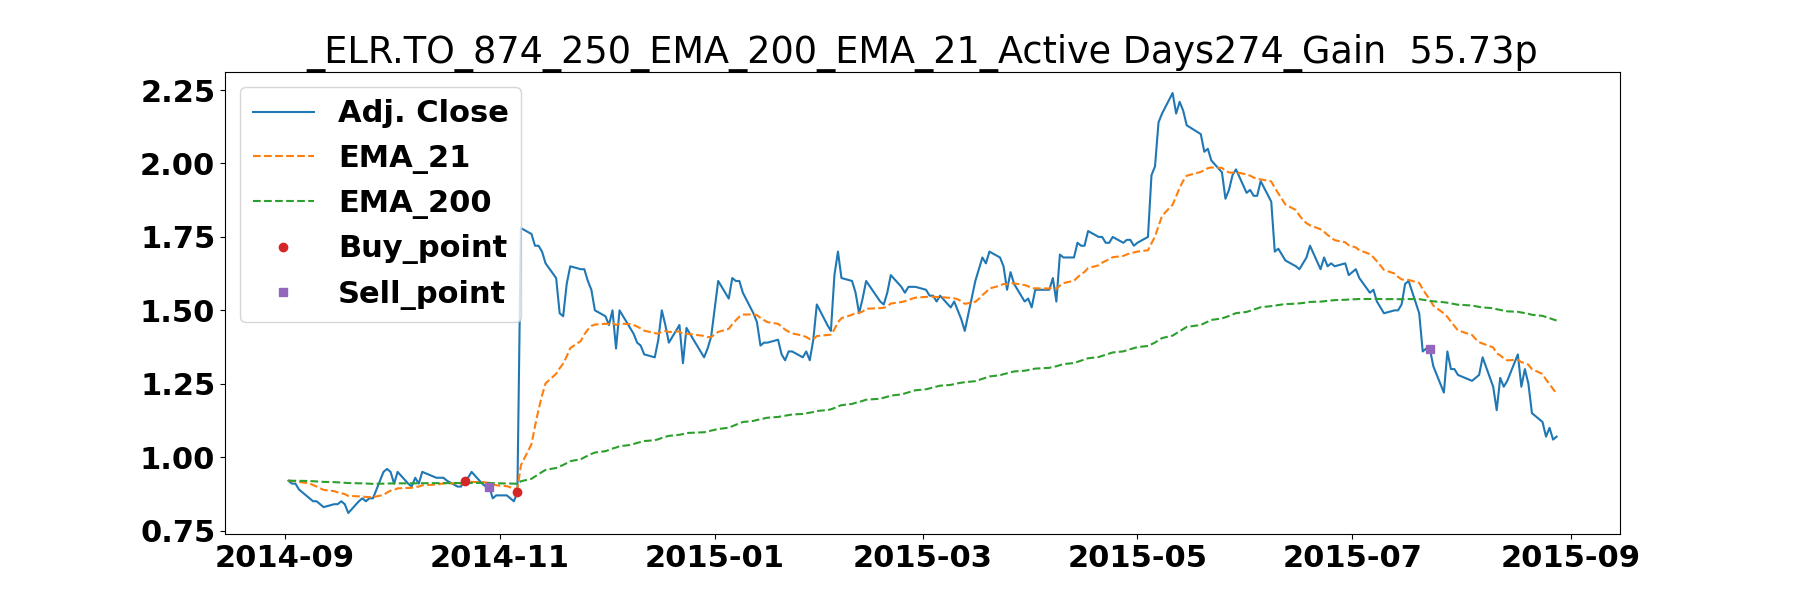 _ELR.TO_874_250_EMA_200_EMA_21_Active Days274_Gain  55.73p
2.25
2.00
1.75
1.50
1.25
1.00
0.75
Adj. Close
EMA_21
EMA_200
Buy_point
Sell_point
2014-09 2014-11 2015-01 2015-03 2015-05 2015-07 2015-09